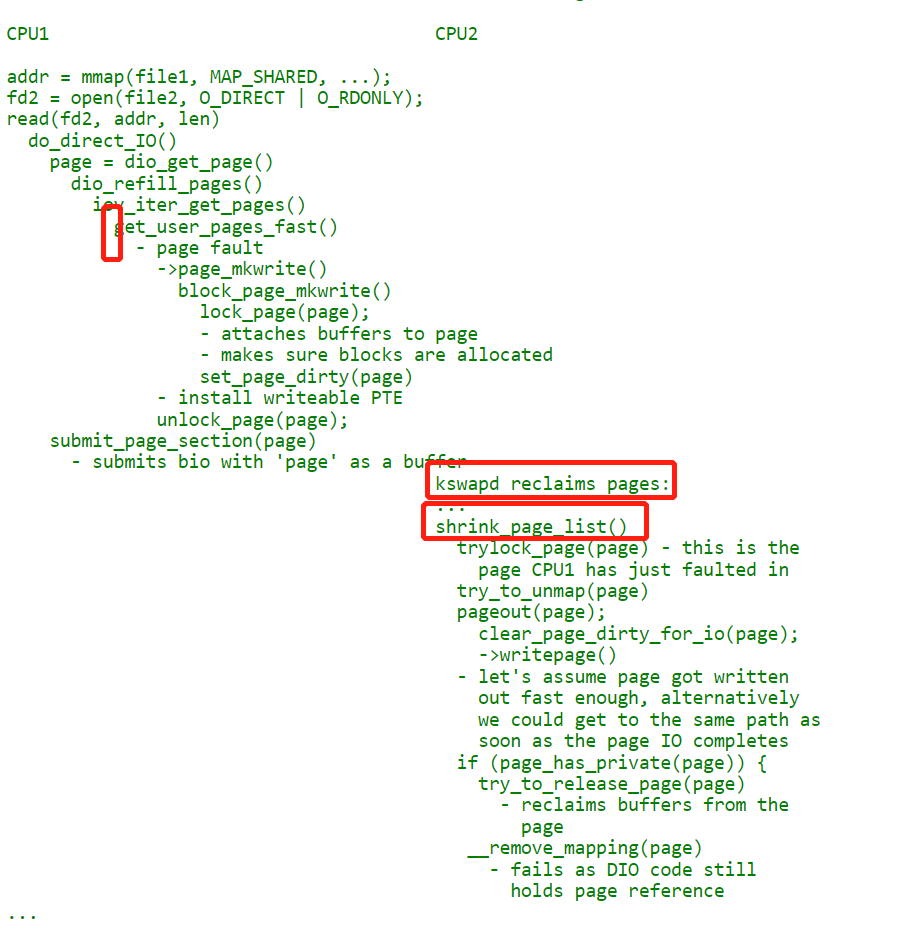 CPU1 CPU2
addr = mmap(file1, MAP_SHARED, ...);
fd2 = open(file2, O_DIRECT | O_RDONLY);
read(fd2, addr, len)
do_direct_IO()
page = dio_get_page()
dio_refill_pages()
iov_iter_get_pages()
get_user_pages_fast()
- page fault
->page_mkwrite()
block_page_mkwrite()
lock_page(page);
- attaches buffers to page
- makes sure blocks are allocated
set_page_dirty(page)
- install writeable PTE
unlock_page(page);
submit_page_section(page)
- submits bio with 'page' as a buffer
kswapd reclaims pages:
...
shrink_page_list()
trylock_page(page) - this is the
page CPU1 has just faulted in
try_to_unmap(page)
pageout(page);
clear_page_dirty_for_io(page);
->writepage()
- let's assume page got written
out fast enough, alternatively
we could get to the same path as
soon as the page IO completes
if (page_has_private(page)) {
try_to_release_page(page)
- reclaims buffers from the
page
__remove_mapping(page)
- fails as DIO code still
holds page reference
...